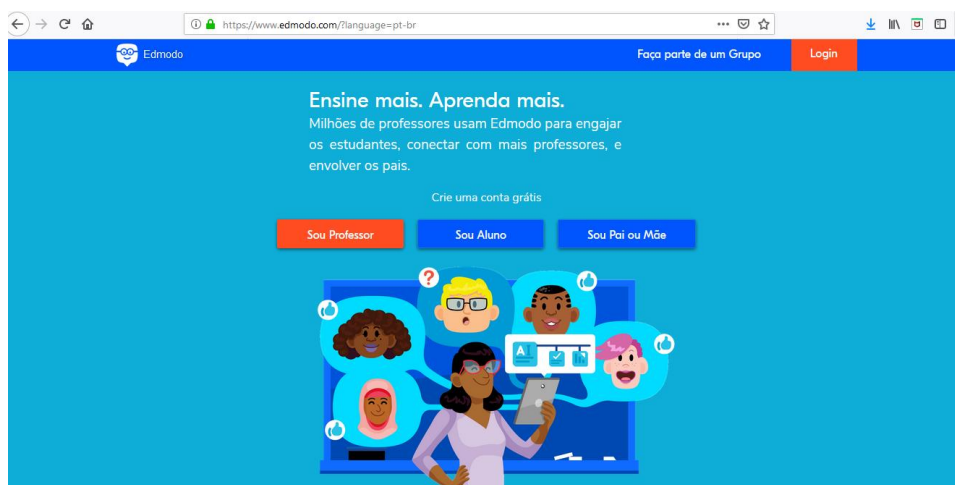 https://www.edmodo.com/?language=pt-br
Edmodo
Faça parte de um Grupo
Login
Ensine mais. Aprenda mais.
Milhões de professores usam Edmodo para engajar
os estudantes, conectar com mais professores, e
envolver os pais.
Crie uma conta grátis
Sou Professor
Sou Aluno
Sou Pai ou Mãe
?
A